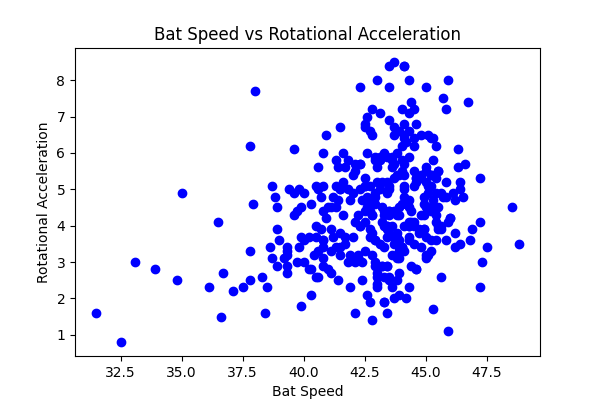 Bat Speed vs Rotational Acceleration
8
7
6
5
4
3
2
1
Rotational Acceleration
32.5 35.0 37.5 40.0 42.5 45.0 47.5
Bat Speed